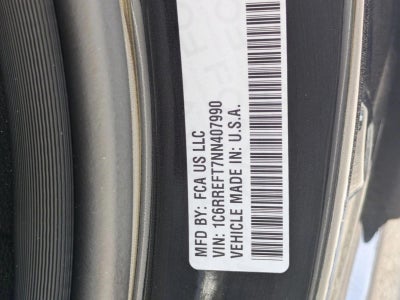 MFD BY: FCA US LLC
VIN: 1C6RREFT7NN407990
VEHICLE MADE IN: U.S.A.